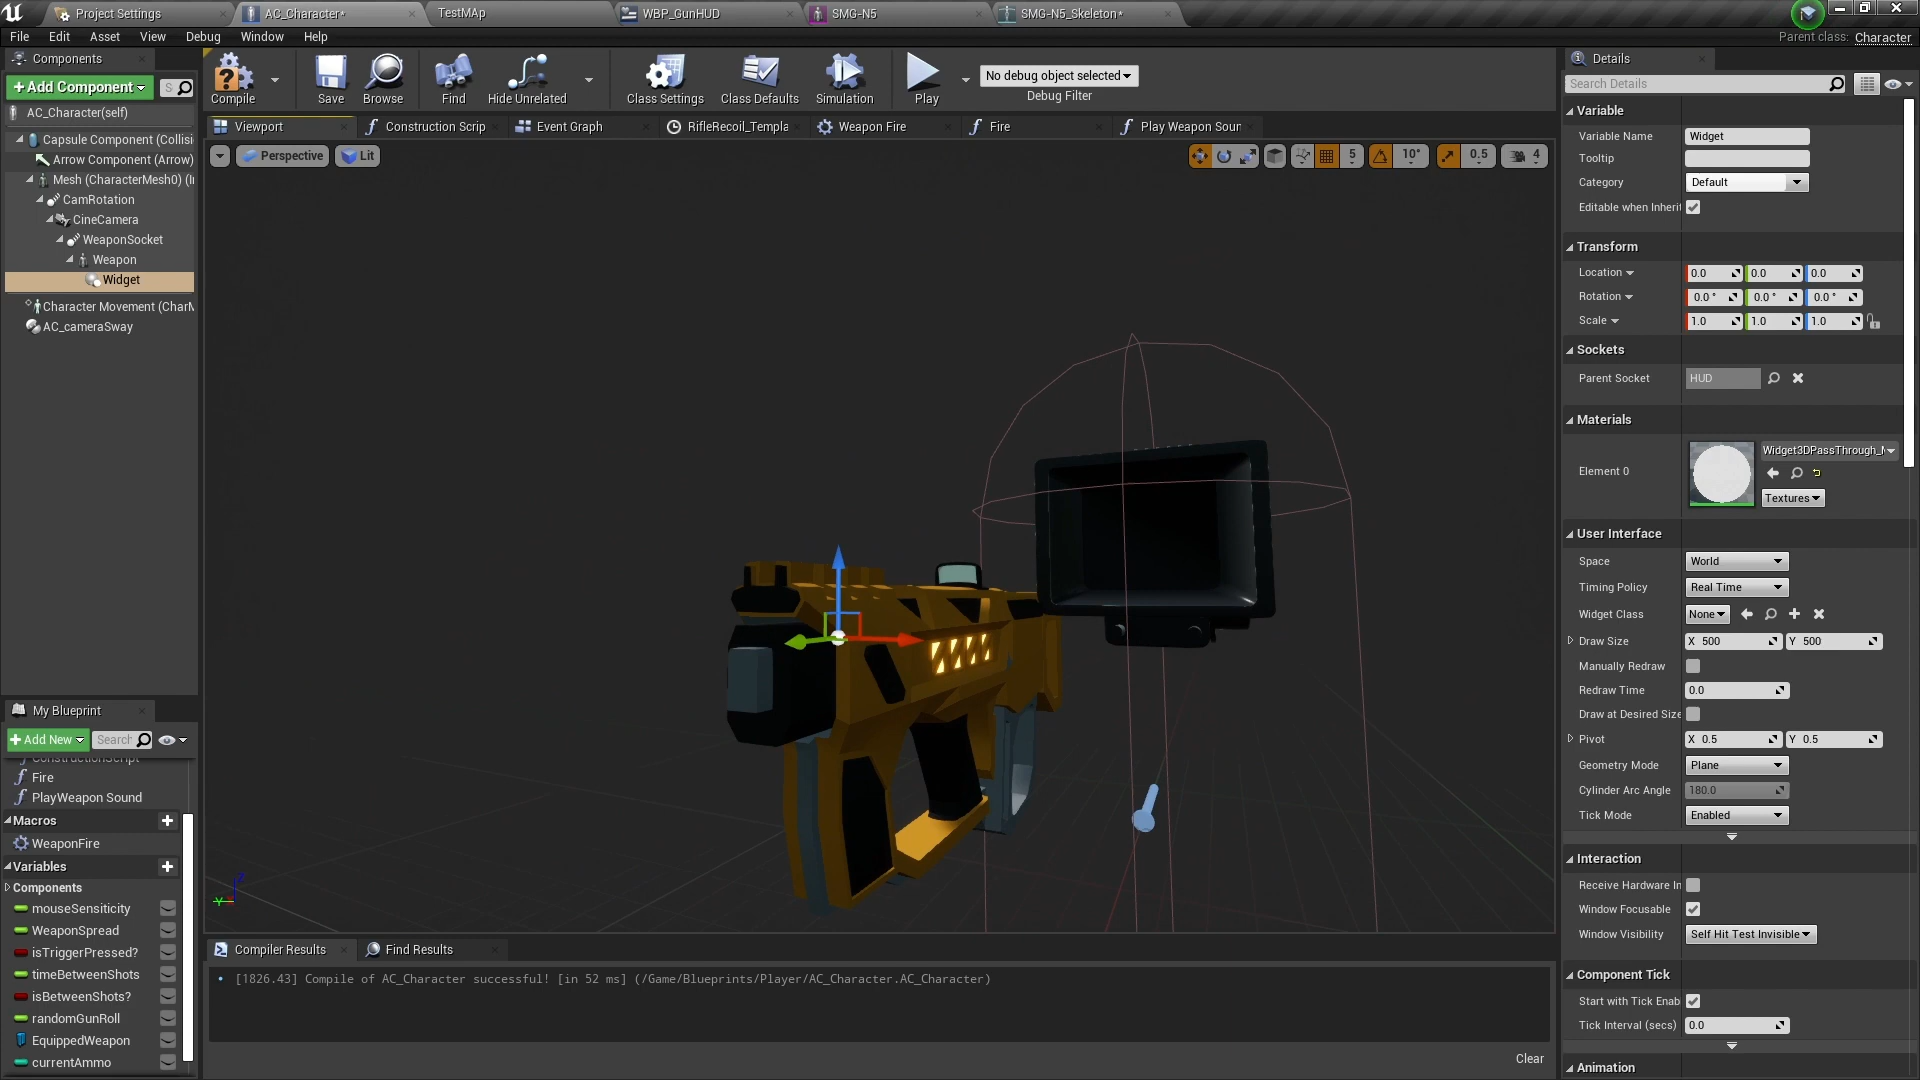 Project Settings
AC_Character*
TestMAp
WBP_GunHUD
SMG-N5
SMG-N5_Skeleton*
File Edit Asset View Debug Window Help
Parent class: Character
Components
+Add Component
AC_Character(self)
Capsule Component (Collisi
Arrow Component (Arrow)
Mesh (CharacterMesh0) (I
CamRotation
CineCamera
WeaponSocket
Weapon
Widget
Character Movement (CharM
AC_cameraSway
Compile
Save
Browse
Find
Hide Unrelated
Class Settings
Class Defaults
Simulation
Play
No debug object selected
Debug Filter
Viewport
Construction Scrip
Event Graph
RifleRecoil_Templa
Weapon Fire
Fire
Play Weapon Soun
Perspective
Lit
5
10°
0.5
4
My Blueprint
+Add New
Search
ConstructionScript
Fire
PlayWeapon Sound
Macros
WeaponFire
Variables
Components
mouseSensiticity
WeaponSpread
isTriggerPressed?
timeBetweenShots
isBetweenShots?
randomGunRoll
EquippedWeapon
currentAmmo
Compiler Results
Find Results
[1826.43] Compile of AC_Character successful! [in 52 ms] (/Game/Blueprints/Player/AC_Character.AC_Character)
Clear
Details
Search Details
Variable
Variable Name Widget
Tooltip
Category Default
Editable when Inherit
Transform
Location 0.0 0.0 0.0
Rotation 0.0 ° 0.0 ° 0.0 °
Scale 1.0 1.0 1.0
Sockets
Parent Socket HUD
Materials
Element 0
Widget3DPassThrough_M
Textures
User Interface
Space World
Timing Policy Real Time
Widget Class None
Draw Size X 500 Y 500
Manually Redraw
Redraw Time 0.0
Draw at Desired Size
Pivot X 0.5 Y 0.5
Geometry Mode Plane
Cylinder Arc Angle 180.0
Tick Mode Enabled
Interaction
Receive Hardware In
Window Focusable
Window Visibility Self Hit Test Invisible
Component Tick
Start with Tick Enab
Tick Interval (secs) 0.0
Animation